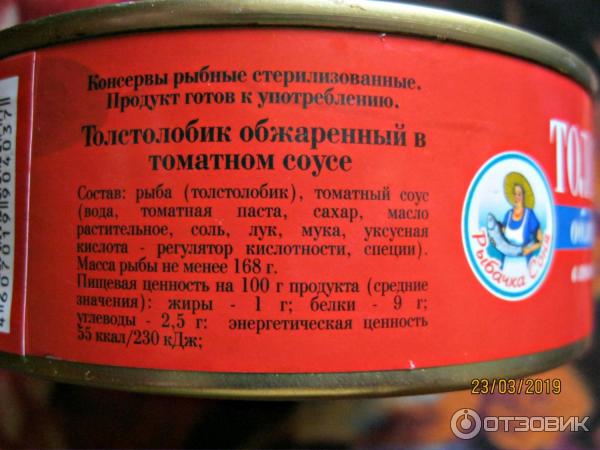 Консервы рыбные стерилизованные.
Продукт готов к употреблению.
Толстолобик обжаренный в
томатном соусе
Состав: рыба (толстолобик), томатный соус
(вода, томатная паста, сахар, масло
растительное, соль, лук, мука, уксусная
кислота - регулятор кислотности, специи).
Масса рыбы не менее 168 г.
Пищевая ценность на 100 г продукта (средние
значения): жиры - 1 г; белки - 9 г;
углеводы - 2,5 г: энергетическая ценность
55 ккал/230 кДж;
4607019904037
Рыбачка Соня
23/03/2019
ОТЗОВИК